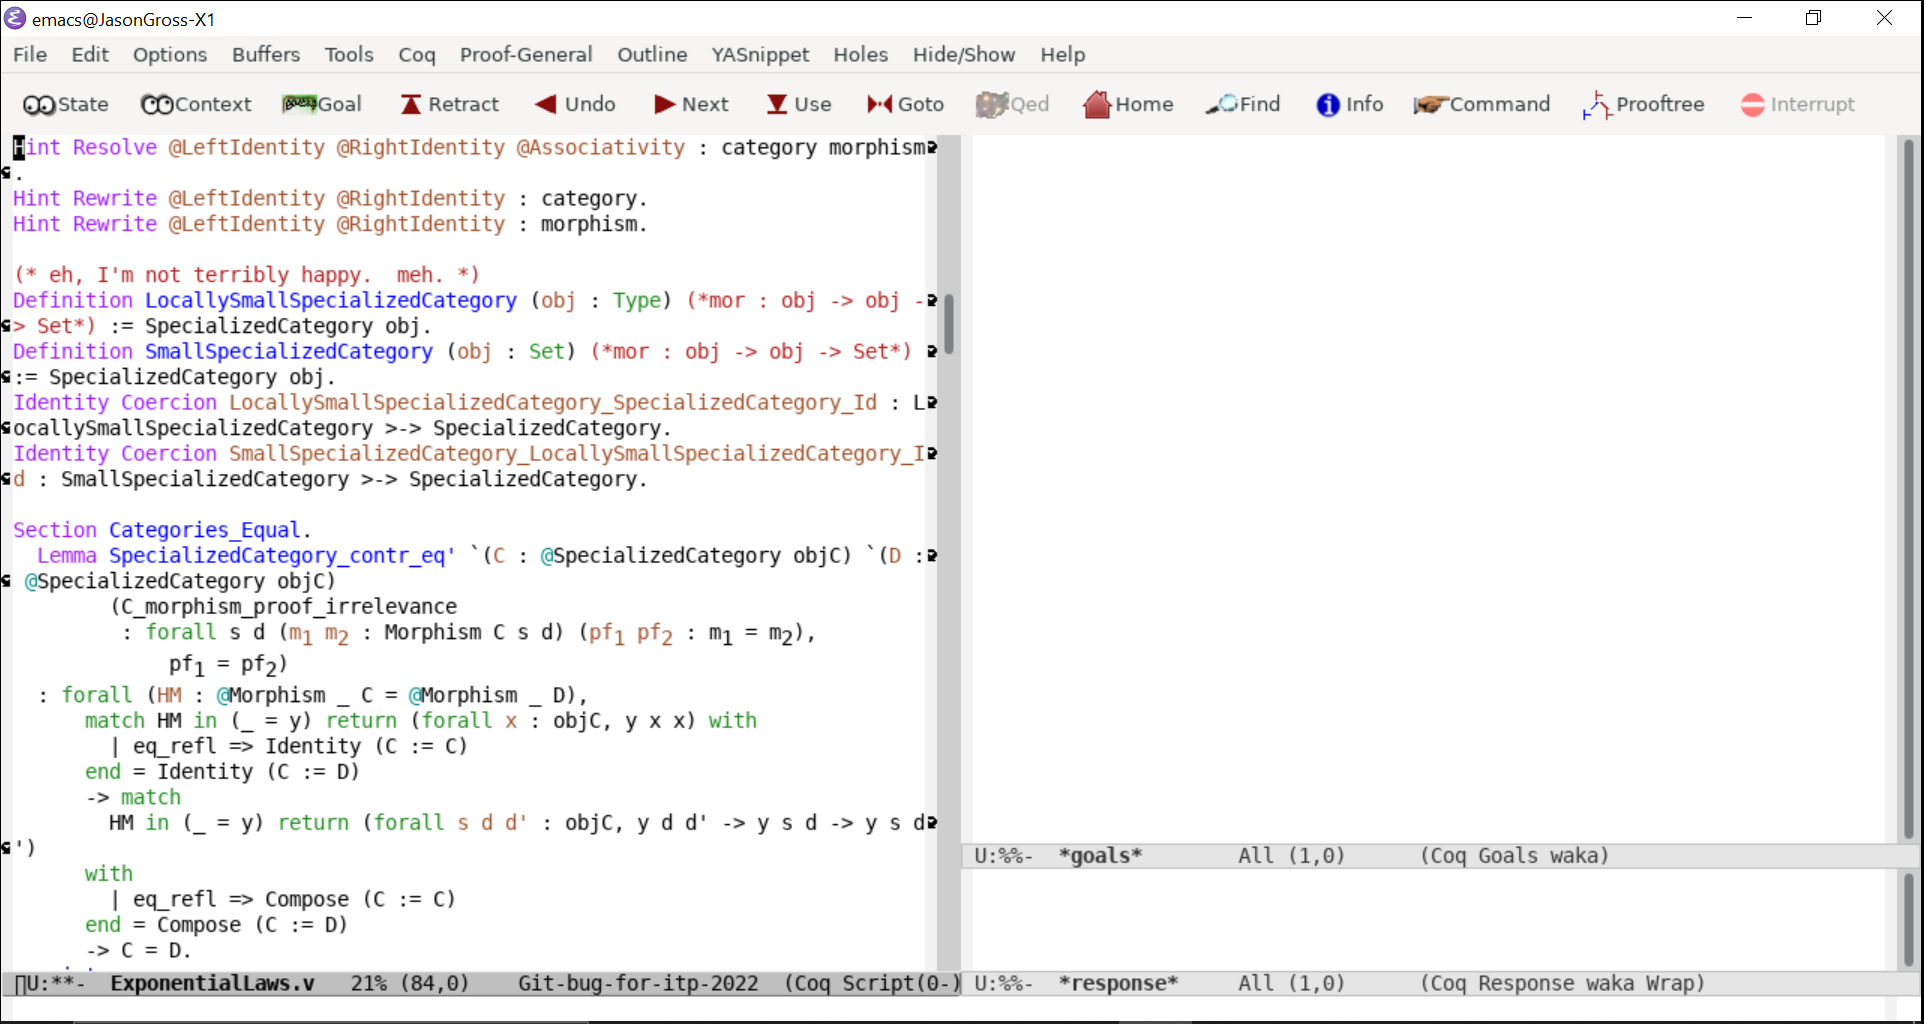 emacs@JasonGross-X1
File Edit Options Buffers Tools Coq Proof-General Outline YASnippet Holes Hide/Show Help
State Context Goal Retract Undo Next Use Goto Qed Home Find Info Command Prooftree Interrupt
Hint Resolve @LeftIdentity @RightIdentity @Associativity : category morphism
.
Hint Rewrite @LeftIdentity @RightIdentity : category.
Hint Rewrite @LeftIdentity @RightIdentity : morphism.
(* eh, I'm not terribly happy.  meh. *)
Definition LocallySmallSpecializedCategory (obj : Type) (*mor : obj -> obj -
> Set*) := SpecializedCategory obj.
Definition SmallSpecializedCategory (obj : Set) (*mor : obj -> obj -> Set*)
:= SpecializedCategory obj.
Identity Coercion LocallySmallSpecializedCategory_SpecializedCategory_Id : L
ocallySmallSpecializedCategory >-> SpecializedCategory.
Identity Coercion SmallSpecializedCategory_LocallySmallSpecializedCategory_I
d : SmallSpecializedCategory >-> SpecializedCategory.
Section Categories_Equal.
  Lemma SpecializedCategory_contr_eq' `(C : @SpecializedCategory objC) `(D :
 @SpecializedCategory objC)
        (C_morphism_proof_irrelevance
         : forall s d (m₁ m₂ : Morphism C s d) (pf₁ pf₂ : m₁ = m₂),
             pf₁ = pf₂)
  : forall (HM : @Morphism _ C = @Morphism _ D),
      match HM in (_ = y) return (forall x : objC, y x x) with
        | eq_refl => Identity (C := C)
      end = Identity (C := D)
      -> match
        HM in (_ = y) return (forall s d d' : objC, y d d' -> y s d -> y s d
')
      with
        | eq_refl => Compose (C := C)
      end = Compose (C := D)
      -> C = D.
U:**-  ExponentialLaws.v   21% (84,0)    Git-bug-for-itp-2022  (Coq Script(0-)
U:%%-  *goals*        All (1,0)      (Coq Goals waka)
U:%%-  *response*     All (1,0)      (Coq Response waka Wrap)